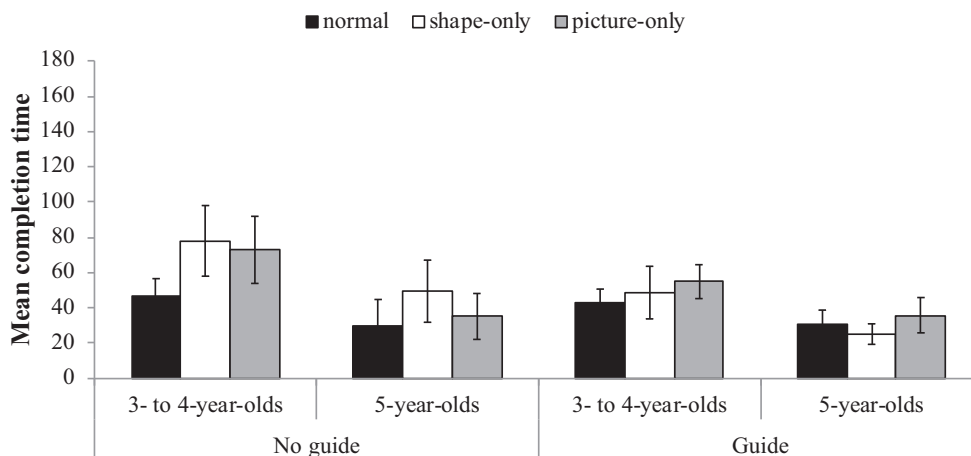 normal shape-only picture-only
180
160
140
120
100
80
60
40
20
0
Mean completion time
3- to 4-year-olds 5-year-olds 3- to 4-year-olds 5-year-olds
No guide Guide